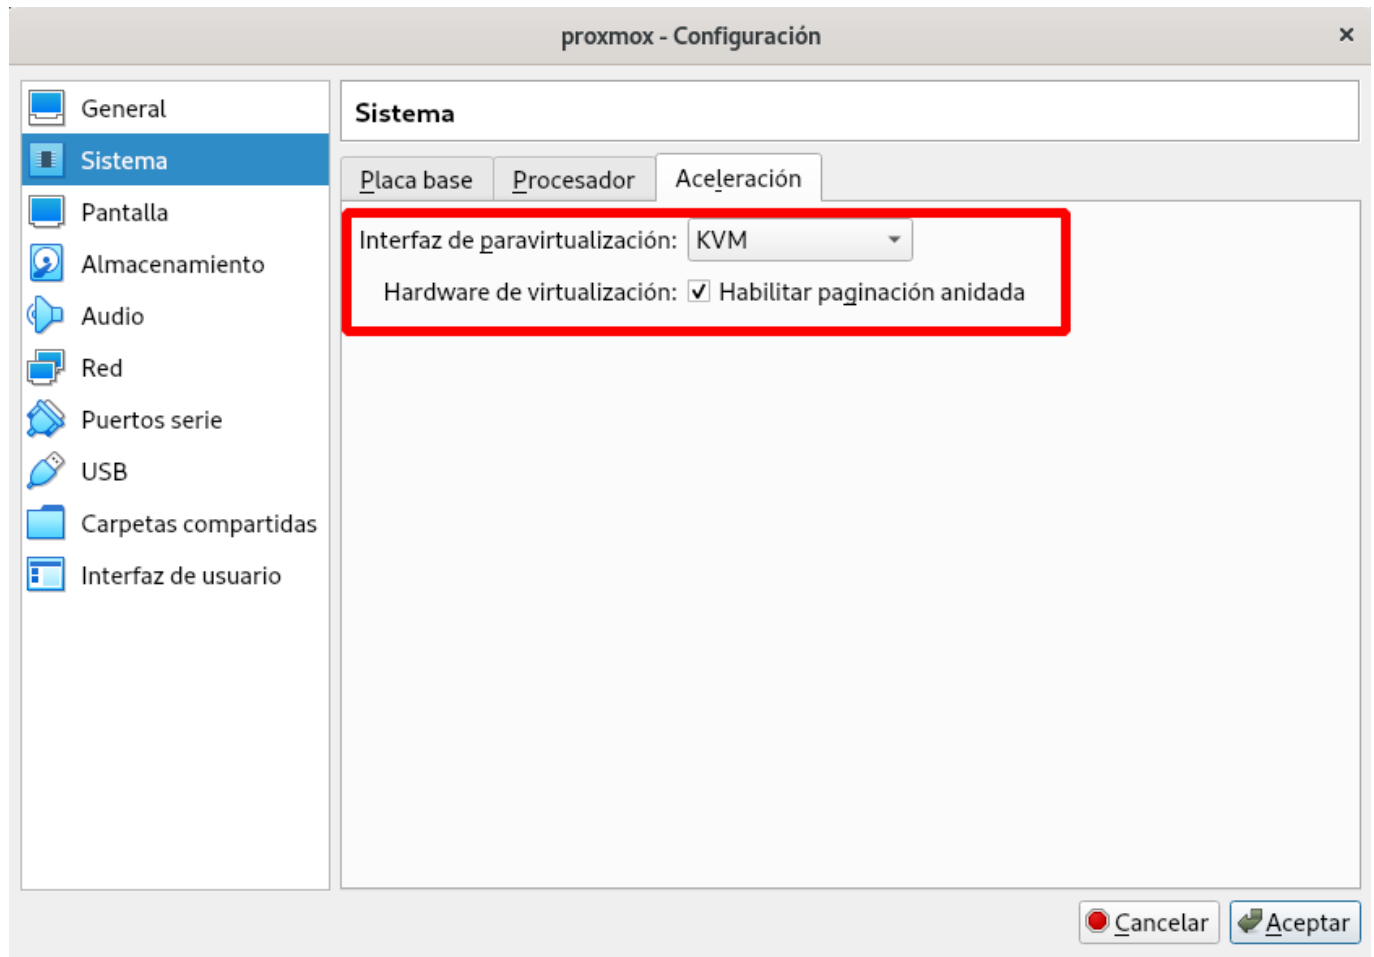 proxmox - Configuración
×
General
Sistema
Pantalla
Almacenamiento
Audio
Red
Puertos serie
USB
Carpetas compartidas
Interfaz de usuario
Sistema
Placa base Procesador Aceleración
Interfaz de paravirtualización: KVM
Hardware de virtualización: Habilitar paginación anidada
Cancelar Aceptar